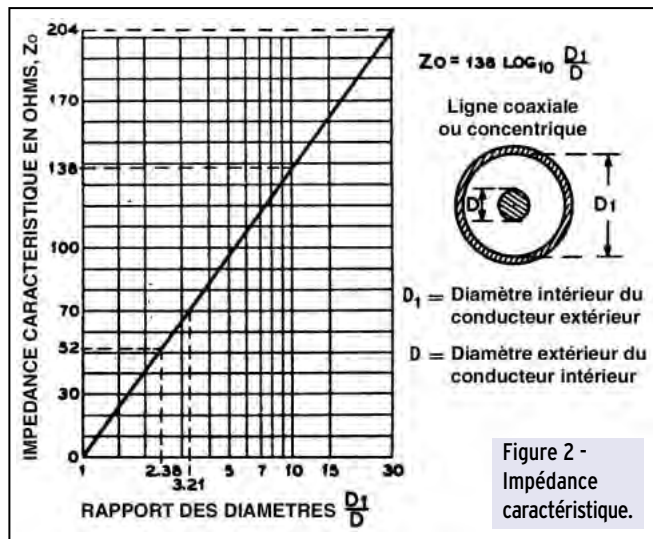 IMPÉDANCE CARACTÉRISTIQUE EN OHMS, Zo
204
170
138
100
70
52
30
0
1
2.38
3.21
5
7
10
15
30
RAPPORT DES DIAMETRES D1/D
Zo = 138 LOG10 D1/D
Ligne coaxiale
ou concentrique
D
D1
D1 = Diamètre intérieur du
conducteur extérieur
D = Diamètre extérieur du
conducteur intérieur
Figure 2 -
Impédance
caractéristique.